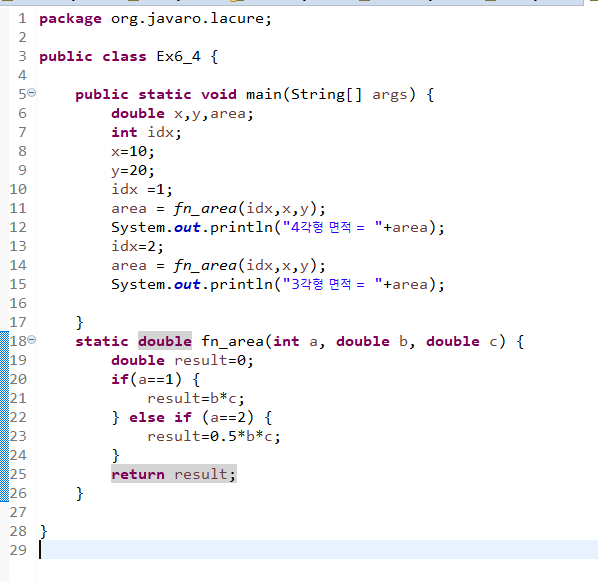 1 package org.javaro.lacure;
2
3 public class Ex6_4 {
4
5 public static void main(String[] args) {
6 double x,y,area;
7 int idx;
8 x=10;
9 y=20;
10 idx =1;
11 area = fn_area(idx,x,y);
12 System.out.println("4각형 면적 = "+area);
13 idx=2;
14 area = fn_area(idx,x,y);
15 System.out.println("3각형 면적 = "+area);
16
17 }
18 static double fn_area(int a, double b, double c) {
19 double result=0;
20 if(a==1) {
21 result=b*c;
22 } else if (a==2) {
23 result=0.5*b*c;
24 }
25 return result;
26 }
27
28 }
29